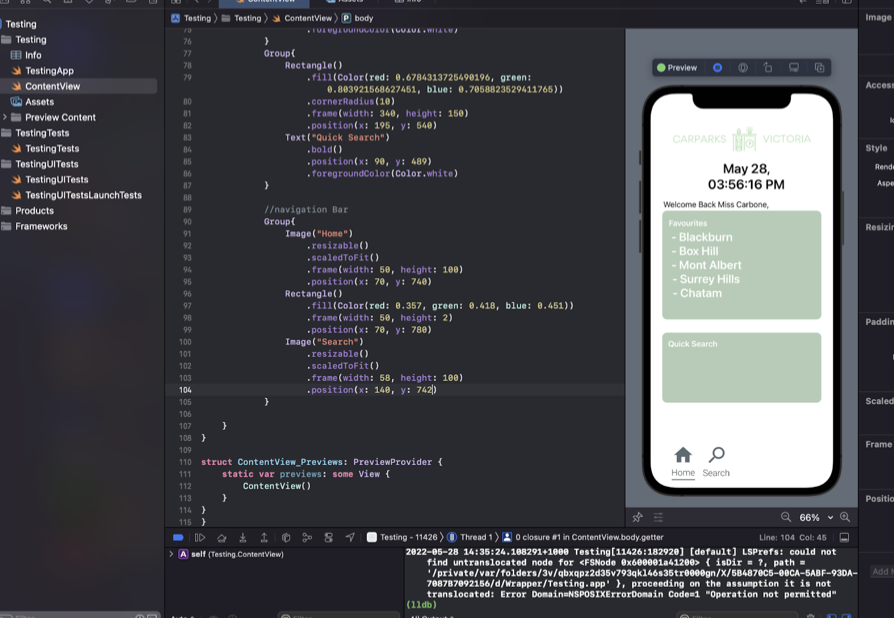 Assets
Info
ContentView
Image
Testing
Testing
Info
TestingApp
ContentView
Assets
Preview Content
TestingTests
TestingTests
TestingUITests
TestingUITests
TestingUITestsLaunchTests
Products
Frameworks
Testing 〉 Testing 〉 ContentView 〉 P body
75 .foregroundColor(Color.white)
76 }
77 Group{
78 Rectangle()
79 .fill(Color(red: 0.6784313725490196, green:
0.803921568627451, blue: 0.7058823529411765))
80 .cornerRadius(10)
81 .frame(width: 340, height: 150)
82 .position(x: 195, y: 540)
83 Text("Quick Search")
84 .bold()
85 .position(x: 90, y: 489)
86 .foregroundColor(Color.white)
87 }
88
89 //navigation Bar
90 Group{
91 Image("Home")
92 .resizable()
93 .scaledToFit()
94 .frame(width: 50, height: 100)
95 .position(x: 70, y: 740)
96 Rectangle()
97 .fill(Color(red: 0.357, green: 0.418, blue: 0.451))
98 .frame(width: 50, height: 2)
99 .position(x: 70, y: 780)
100 Image("Search")
101 .resizable()
102 .scaledToFit()
103 .frame(width: 58, height: 100)
104 .position(x: 140, y: 742)
105 }
106
107 }
108 }
109
110 struct ContentView_Previews: PreviewProvider {
111 static var previews: some View {
112 ContentView()
113 }
114 }
115 }
Preview
CARPARKS VICTORIA
May 28,
03:56:16 PM
Welcome Back Miss Carbone,
Favourites
- Blackburn
- Box Hill
- Mont Albert
- Surrey Hills
- Chatam
Quick Search
Home Search
66%
Style
Scaled
Frame
Testing - 11426 〉 Thread 1 〉 0 closure #1 in ContentView.body.getter
Line: 104 Col: 45
A self (Testing.ContentView)
2022-05-28 14:35:24.108291+1000 Testing[11426:182920] [default] LSPrefs: could not
find untranslocated node for <FSNode 0x600001a41200> { isDir = ?, path =
'/private/var/folders/3v/qbxqpz2d35v793qkl46s35tr0000gn/X/5B4870C5-00CA-5ABF-93DA-
7087B7092156/d/Wrapper/Testing.app' }, proceeding on the assumption it is not
translocated: Error Domain=NSPOSIXErrorDomain Code=1 "Operation not permitted"
(lldb)